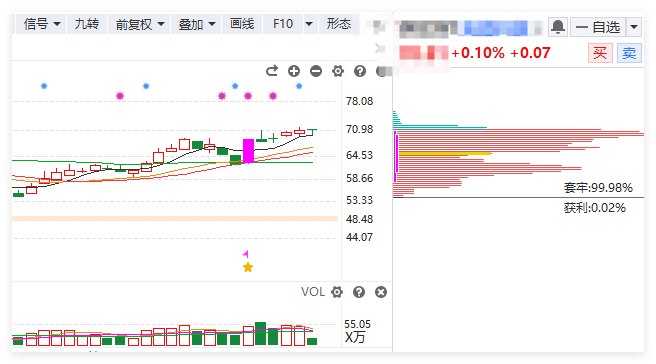 信号 九转 前复权 叠加 画线 F10 形态
自选
+0.10% +0.07 买 卖
78.08
70.98
64.53
58.66
53.33
48.48
44.07
套牢:99.98%
获利:0.02%
VOL
55.05
X万